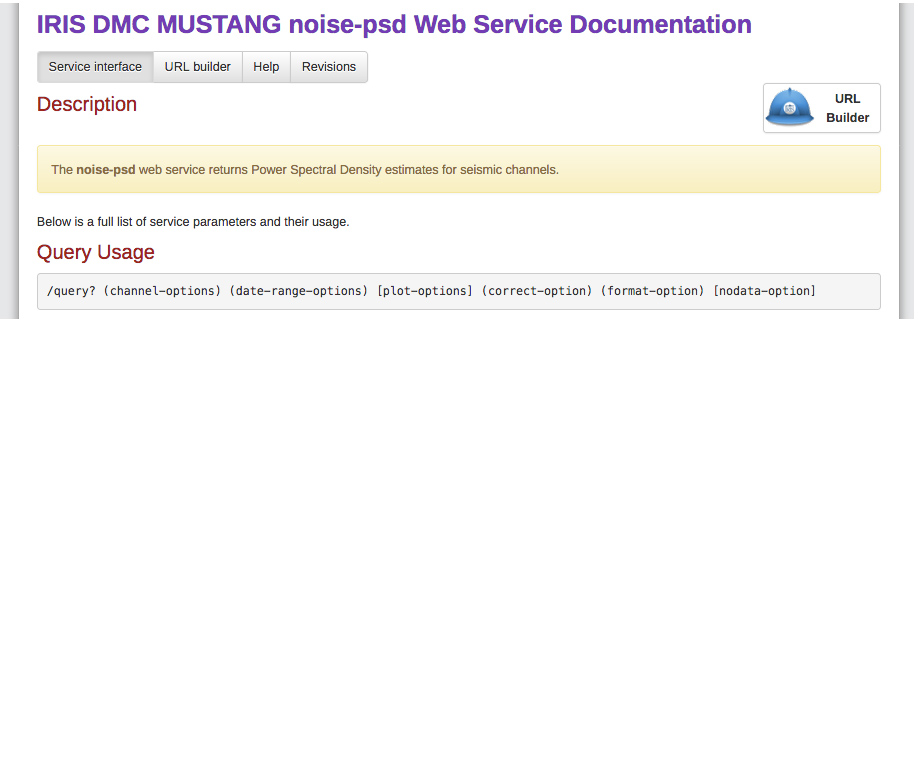 IRIS DMC MUSTANG noise-psd Web Service Documentation
Service interface URL builder Help Revisions
Description
URL
Builder
The noise-psd web service returns Power Spectral Density estimates for seismic channels.
Below is a full list of service parameters and their usage.
Query Usage
/query? (channel-options) (date-range-options) [plot-options] (correct-option) (format-option) [nodata-option]